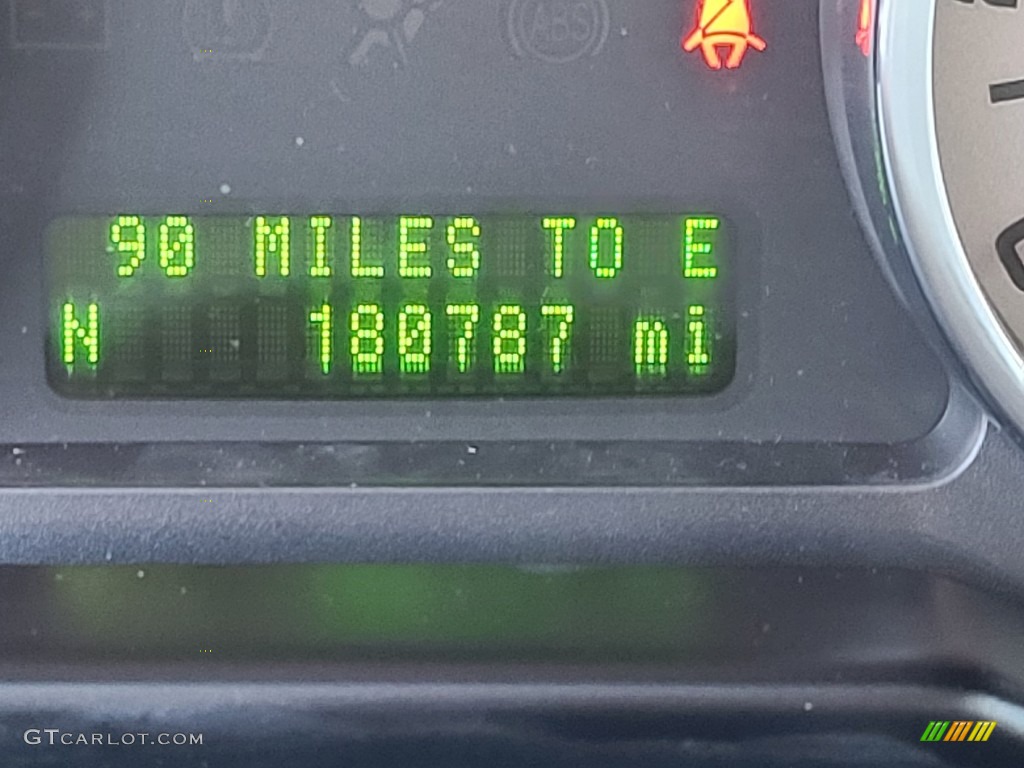 ABS
90 MILES TO E
N 180787 mi
GTCARLOT.COM